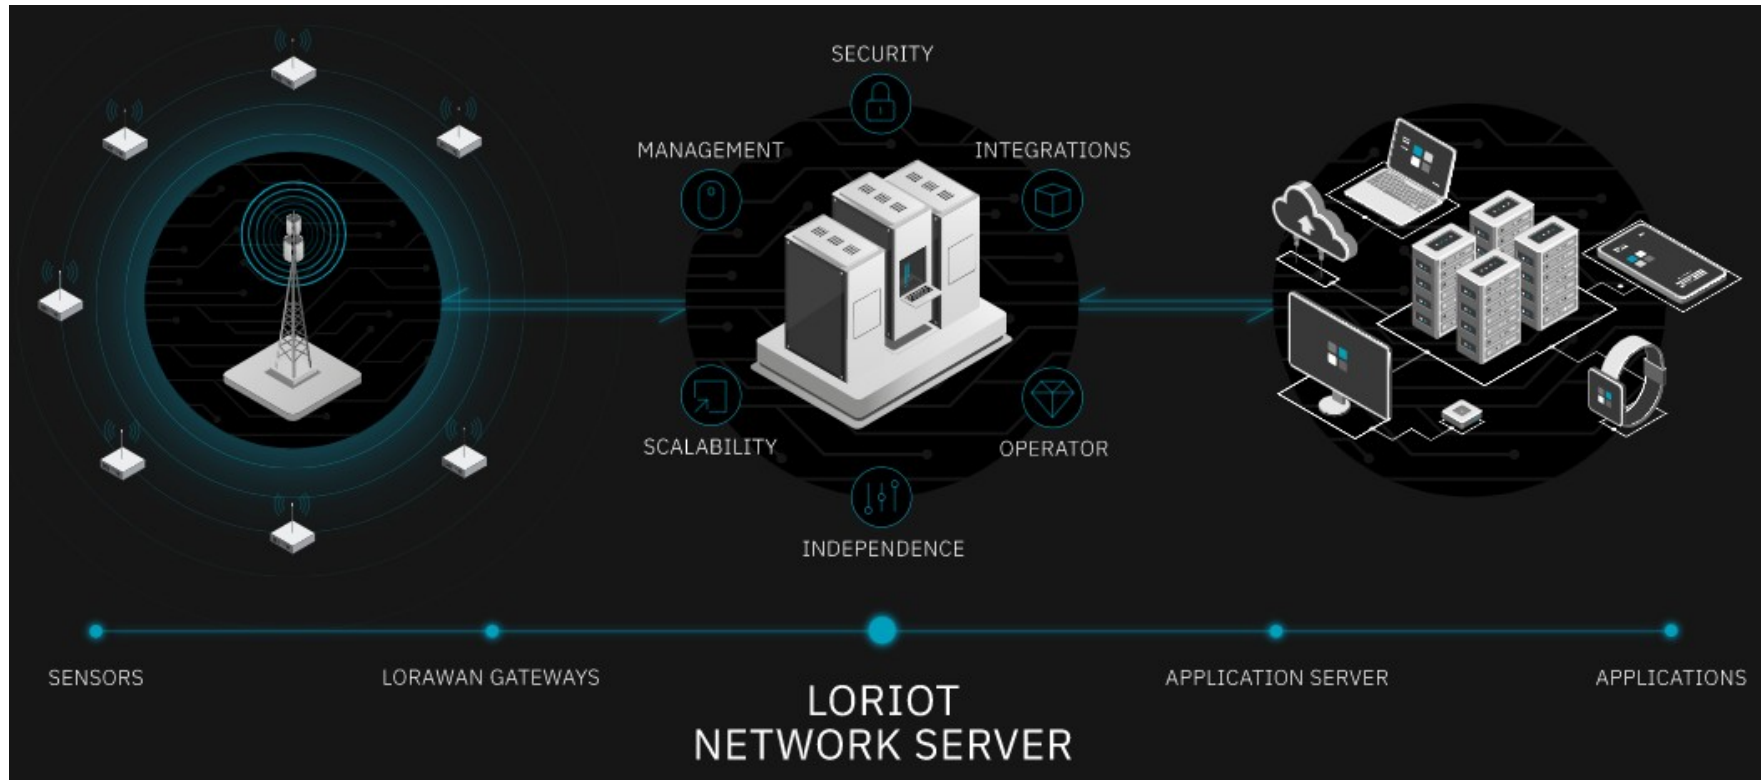 SECURITY
MANAGEMENT
INTEGRATIONS
SCALABILITY
OPERATOR
INDEPENDENCE
SENSORS
LORAWAN GATEWAYS
LORIOT
NETWORK SERVER
APPLICATION SERVER
APPLICATIONS